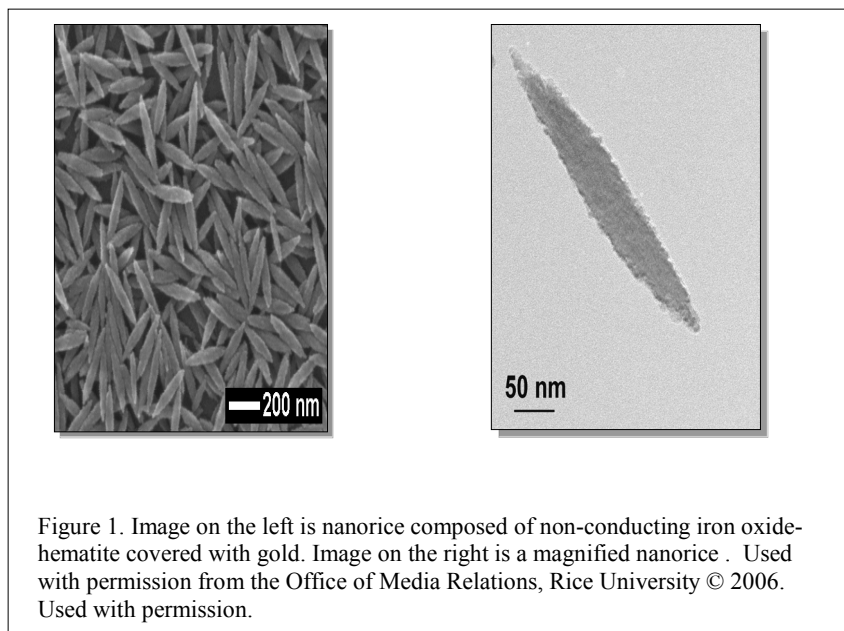 200 nm
50 nm
Figure 1. Image on the left is nanorice composed of non-conducting iron oxide-
hematite covered with gold. Image on the right is a magnified nanorice . Used
with permission from the Office of Media Relations, Rice University © 2006.
Used with permission.